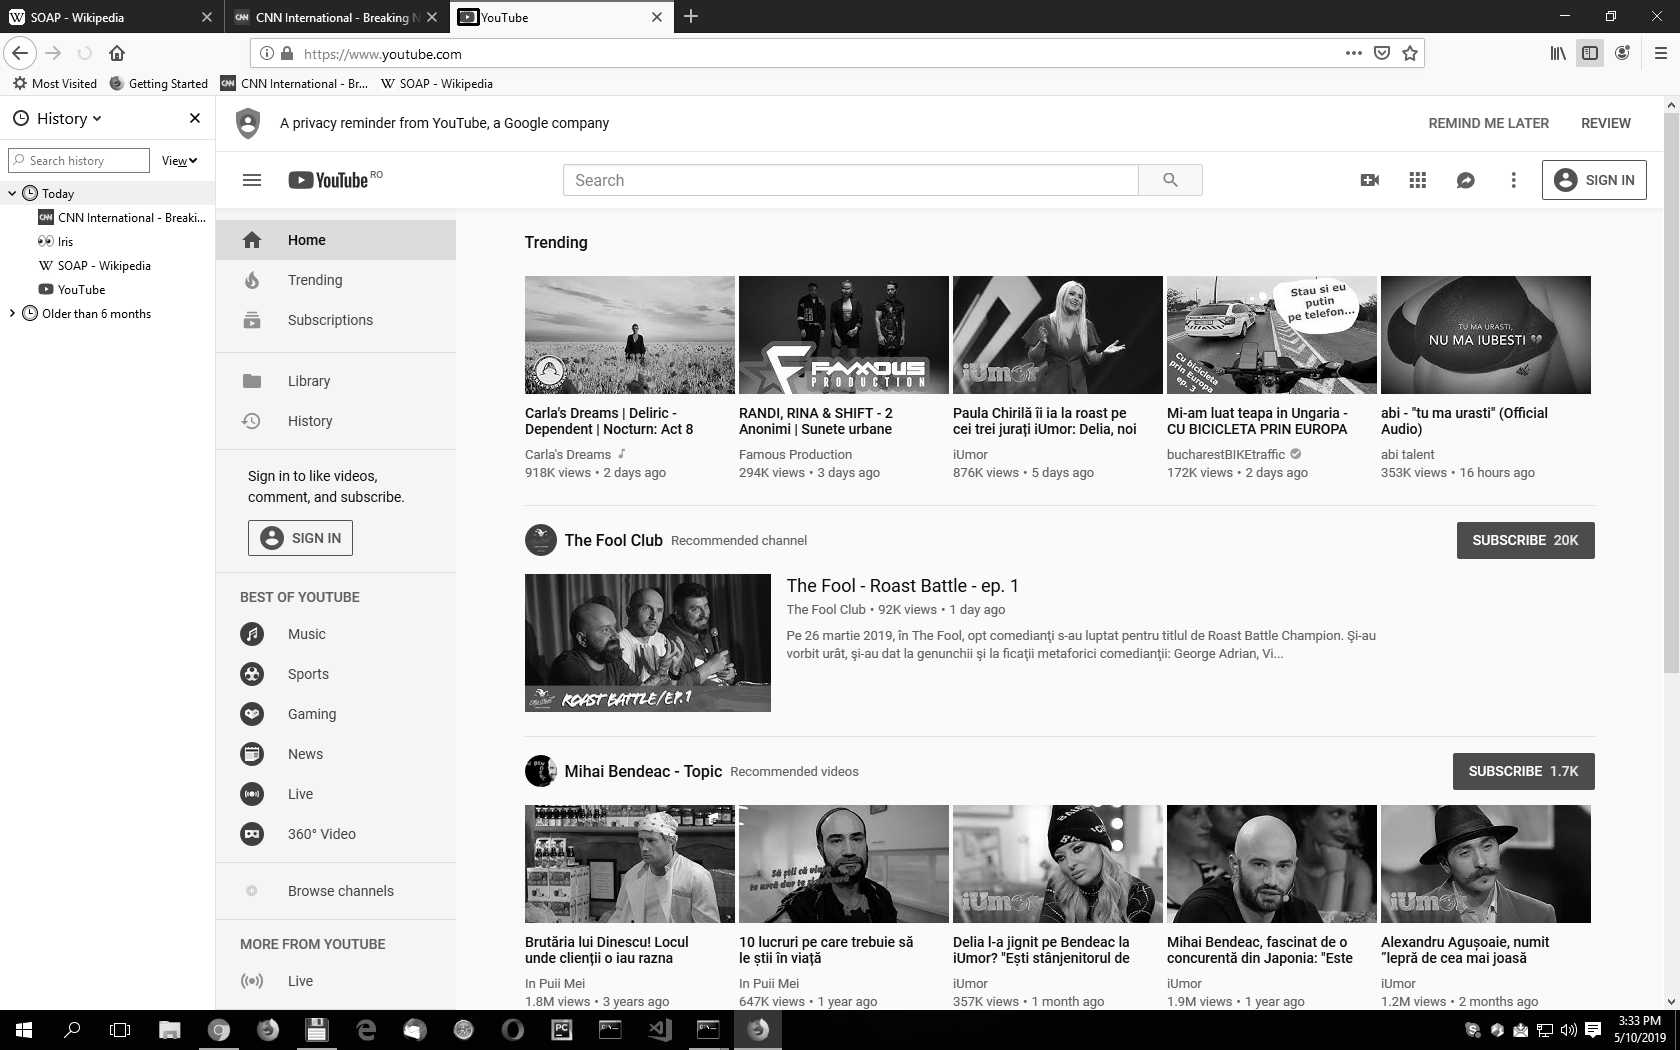 SOAP - Wikipedia
CNN International - Breaking N
YouTube
https://www.youtube.com
Most Visited
Getting Started
CNN International - Br...
SOAP - Wikipedia
History
Search history
View
Today
CNN International - Breaki...
Iris
SOAP - Wikipedia
YouTube
Older than 6 months
A privacy reminder from YouTube, a Google company
REMIND ME LATER
REVIEW
YouTube RO
Search
SIGN IN
Home
Trending
Subscriptions
Library
History
Sign in to like videos,
comment, and subscribe.
SIGN IN
BEST OF YOUTUBE
Music
Sports
Gaming
News
Live
360° Video
Browse channels
MORE FROM YOUTUBE
Live
Trending
FAMOUS
PRODUCTION
iUmor
Stau si eu
putin
pe telefon...
Cu bicicleta
prin Europa
ep. 3
TU MA URASTI,
NU MA IUBESTI
Carla's Dreams | Deliric -
Dependent | Nocturn: Act 8
Carla's Dreams
918K views • 2 days ago
RANDI, RINA & SHIFT - 2
Anonimi | Sunete urbane
Famous Production
294K views • 3 days ago
Paula Chirilă îi ia la roast pe
cei trei jurați iUmor: Delia, noi
iUmor
876K views • 5 days ago
Mi-am luat teapa in Ungaria -
CU BICICLETA PRIN EUROPA
bucharestBIKEtraffic
172K views • 2 days ago
abi - "tu ma urasti" (Official
Audio)
abi talent
353K views • 16 hours ago
The Fool Club
Recommended channel
SUBSCRIBE 20K
ROAST BATTLE/EP.1
The Fool - Roast Battle - ep. 1
The Fool Club • 92K views • 1 day ago
Pe 26 martie 2019, în The Fool, opt comedianţi s-au luptat pentru titlul de Roast Battle Champion. Şi-au
vorbit urât, şi-au dat la genunchii şi la ficaţii metaforici comedianţii: George Adrian, Vi...
Mihai Bendeac - Topic
Recommended videos
SUBSCRIBE 1.7K
iUmor
iUmor
Brutăria lui Dinescu! Locul
unde clienții o iau razna
In Puii Mei
1.8M views • 3 years ago
10 lucruri pe care trebuie să
le știi în viață
In Puii Mei
647K views • 1 year ago
Delia l-a jignit pe Bendeac la
iUmor? "Ești stânjenitorul de
iUmor
357K views • 1 month ago
Mihai Bendeac, fascinat de o
concurentă din Japonia: "Este
iUmor
1.9M views • 1 year ago
Alexandru Agușoaie, numit
”lepră de cea mai joasă
iUmor
1.2M views • 2 months ago
3:33 PM
5/10/2019